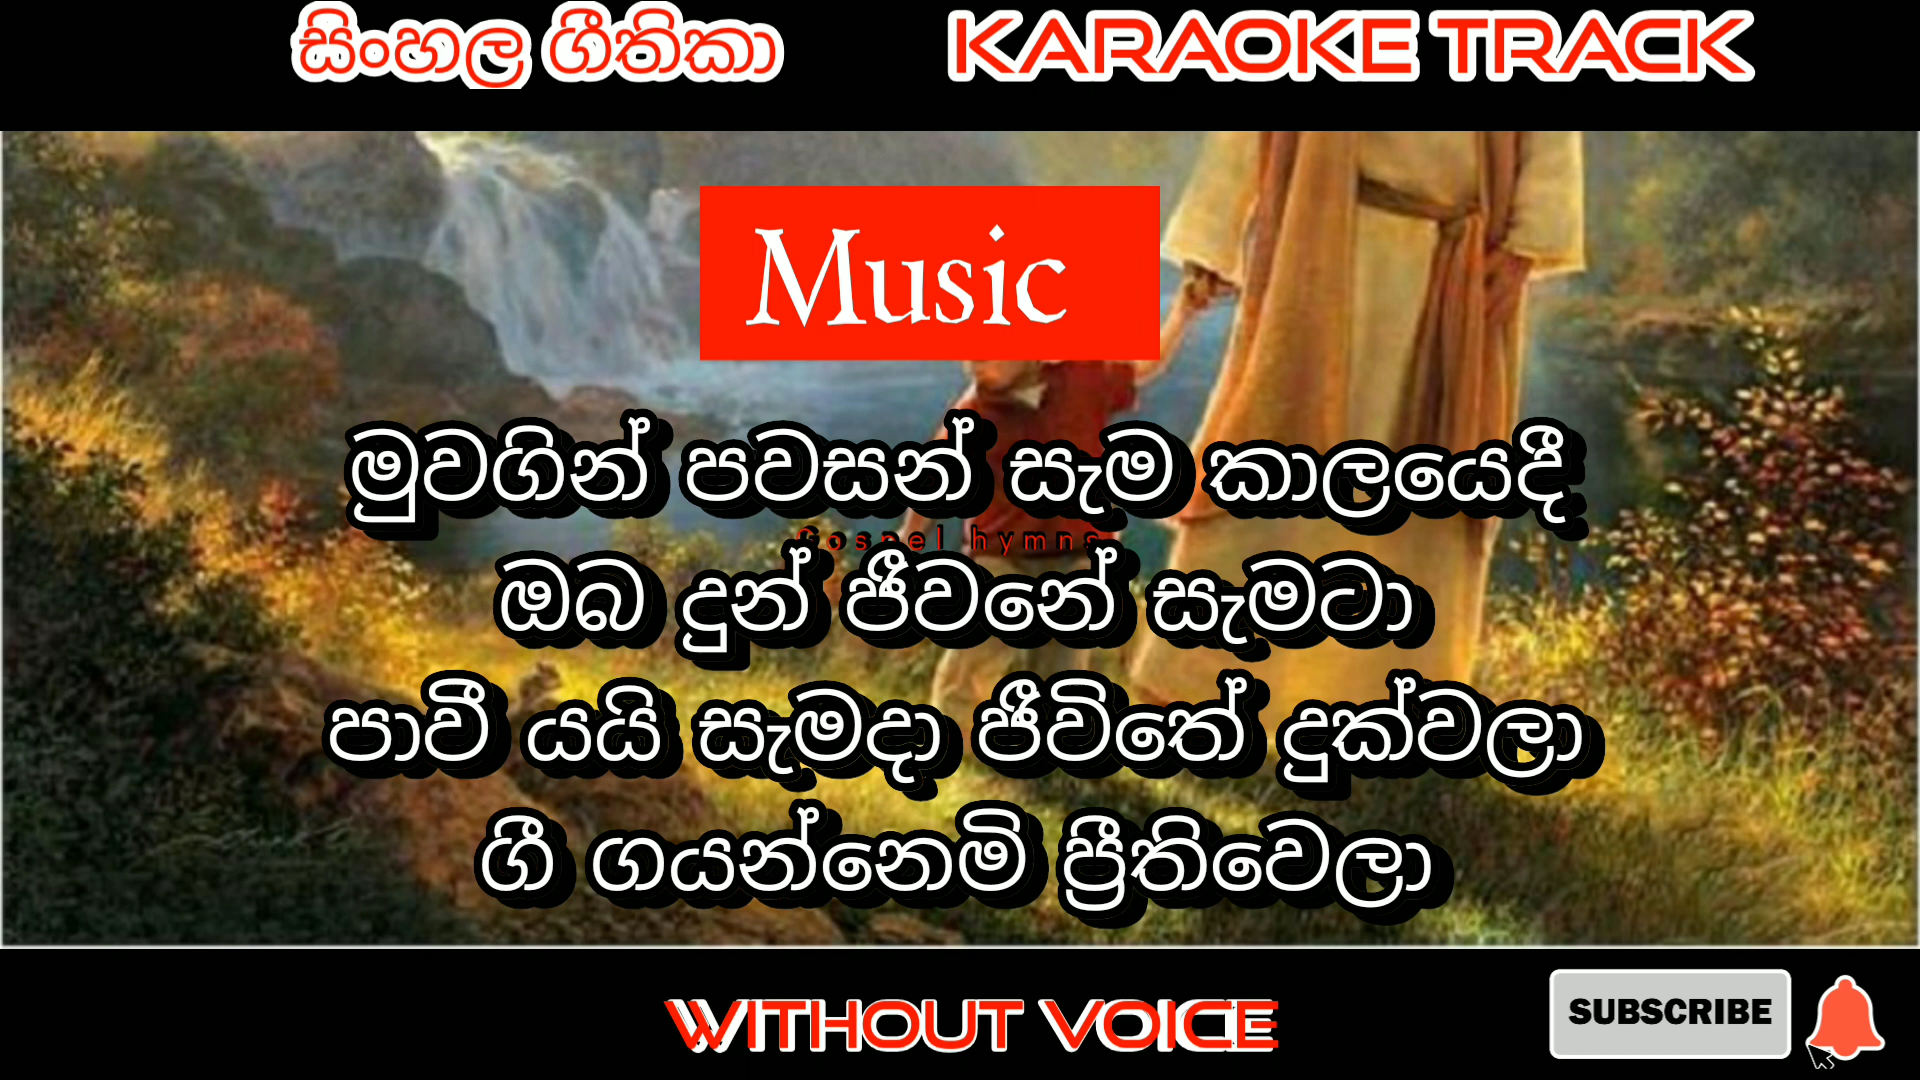 සිංහල ගීතිකා KARAOKE TRACK
Music
මුවගින් පවසන් සැම කාලයෙදී
Gospel hymns
ඔබ දුන් ජීවනේ සැමටා
පාවී යයි සැමදා ජීවිතේ දුක්වලා
ගී ගයන්නෙමි ප්‍රීතිවෙලා
WITHOUT VOICE
SUBSCRIBE